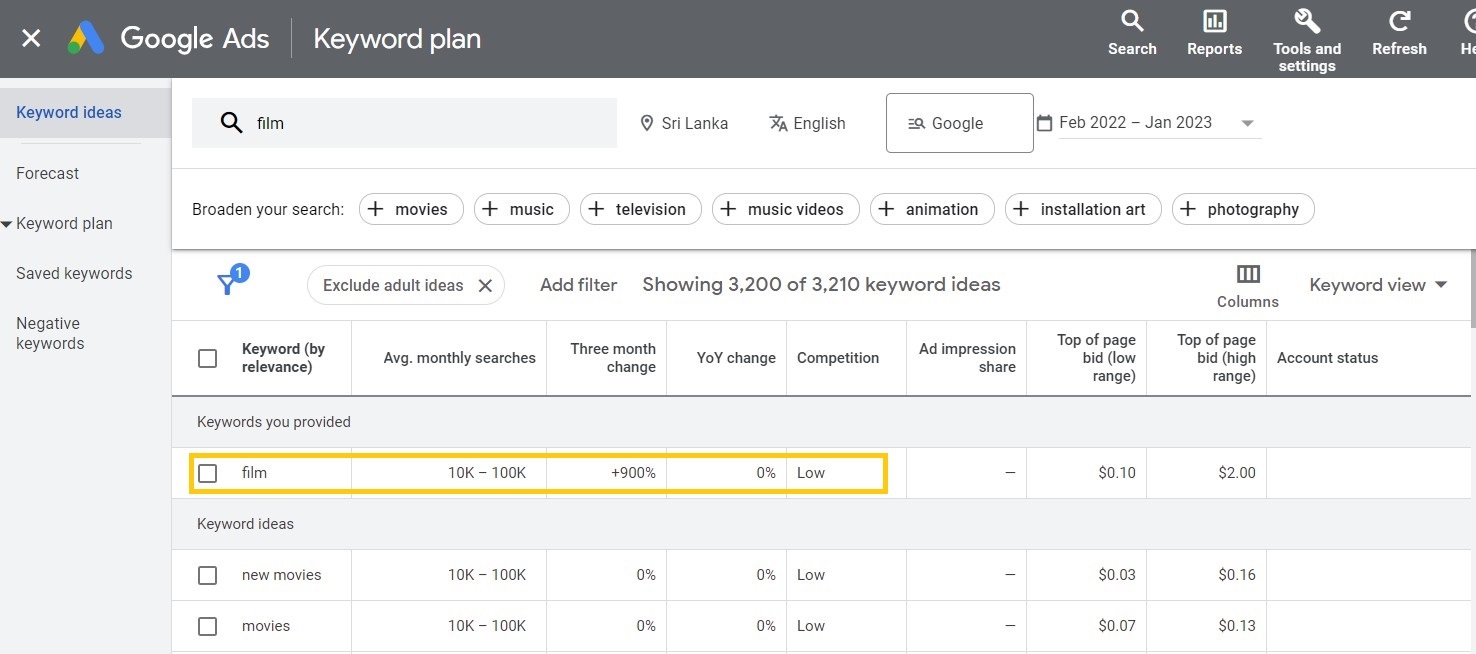 Google Ads
Keyword plan
Search
Reports
Tools and
settings
Refresh
Keyword ideas
Forecast
Keyword plan
Saved keywords
Negative
keywords
film
Sri Lanka
English
Google
Feb 2022 – Jan 2023
Broaden your search:
movies
music
television
music videos
animation
installation art
photography
1
Exclude adult ideas
Add filter
Showing 3,200 of 3,210 keyword ideas
Columns
Keyword view
Keyword (by
relevance)
Avg. monthly searches
Three month
change
YoY change
Competition
Ad impression
share
Top of page
bid (low
range)
Top of page
bid (high
range)
Account status
Keywords you provided
film 10K – 100K +900% 0% Low — $0.10 $2.00
Keyword ideas
new movies 10K – 100K 0% 0% Low — $0.03 $0.16
movies 10K – 100K 0% 0% Low — $0.07 $0.13